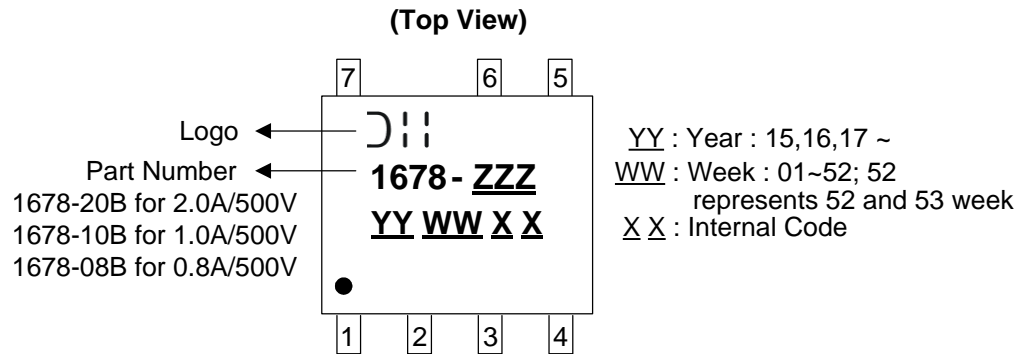 (Top View)
7 6 5
Logo
Part Number
1678-20B for 2.0A/500V
1678-10B for 1.0A/500V
1678-08B for 0.8A/500V
1678- ZZZ
YY WW X X
YY : Year : 15,16,17 ~
WW : Week : 01~52; 52
represents 52 and 53 week
X X : Internal Code
1 2 3 4